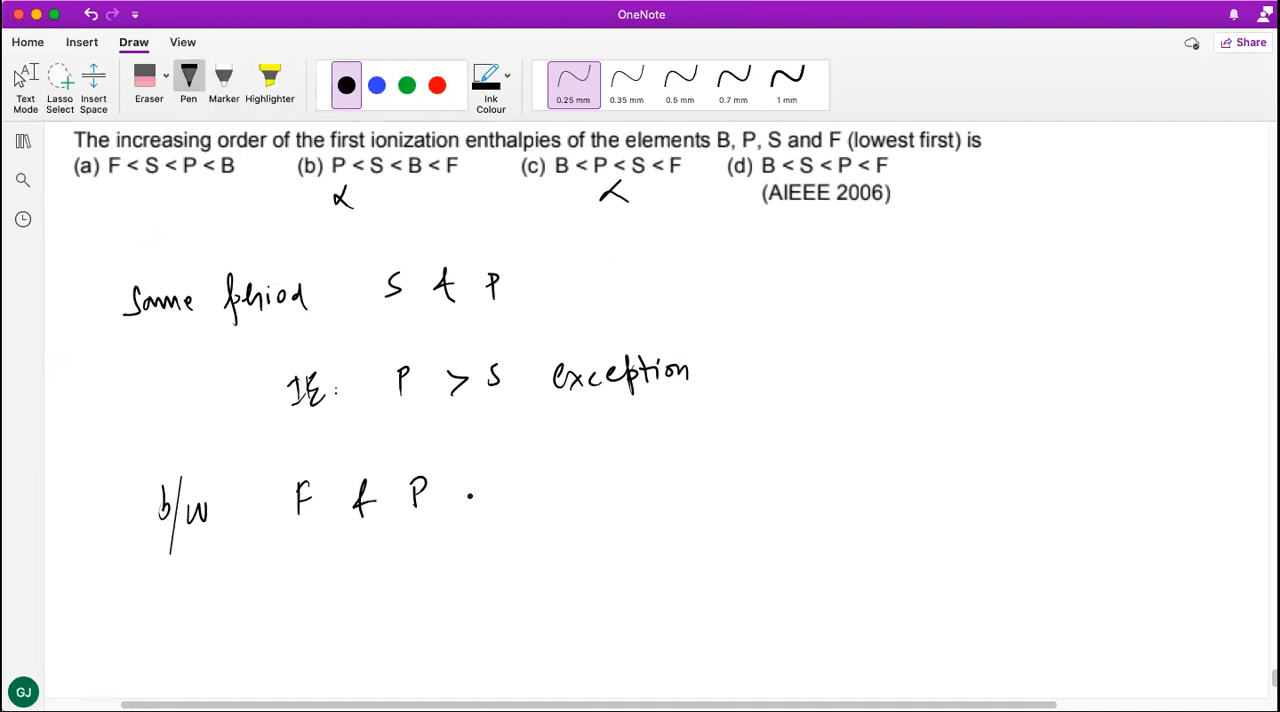 OneNote
Home Insert Draw View
Share
Text Mode
Lasso Select
Insert Space
Eraser
Pen
Marker
Highlighter
Ink Colour
0.25 mm
0.35 mm
0.5 mm
0.7 mm
1 mm
The increasing order of the first ionization enthalpies of the elements B, P, S and F (lowest first) is
(a) F < S < P < B (b) P < S < B < F (c) B < P < S < F (d) B < S < P < F
(AIEEE 2006)
Same period S & P
IE: P > S exception
b/w F & P
GJ